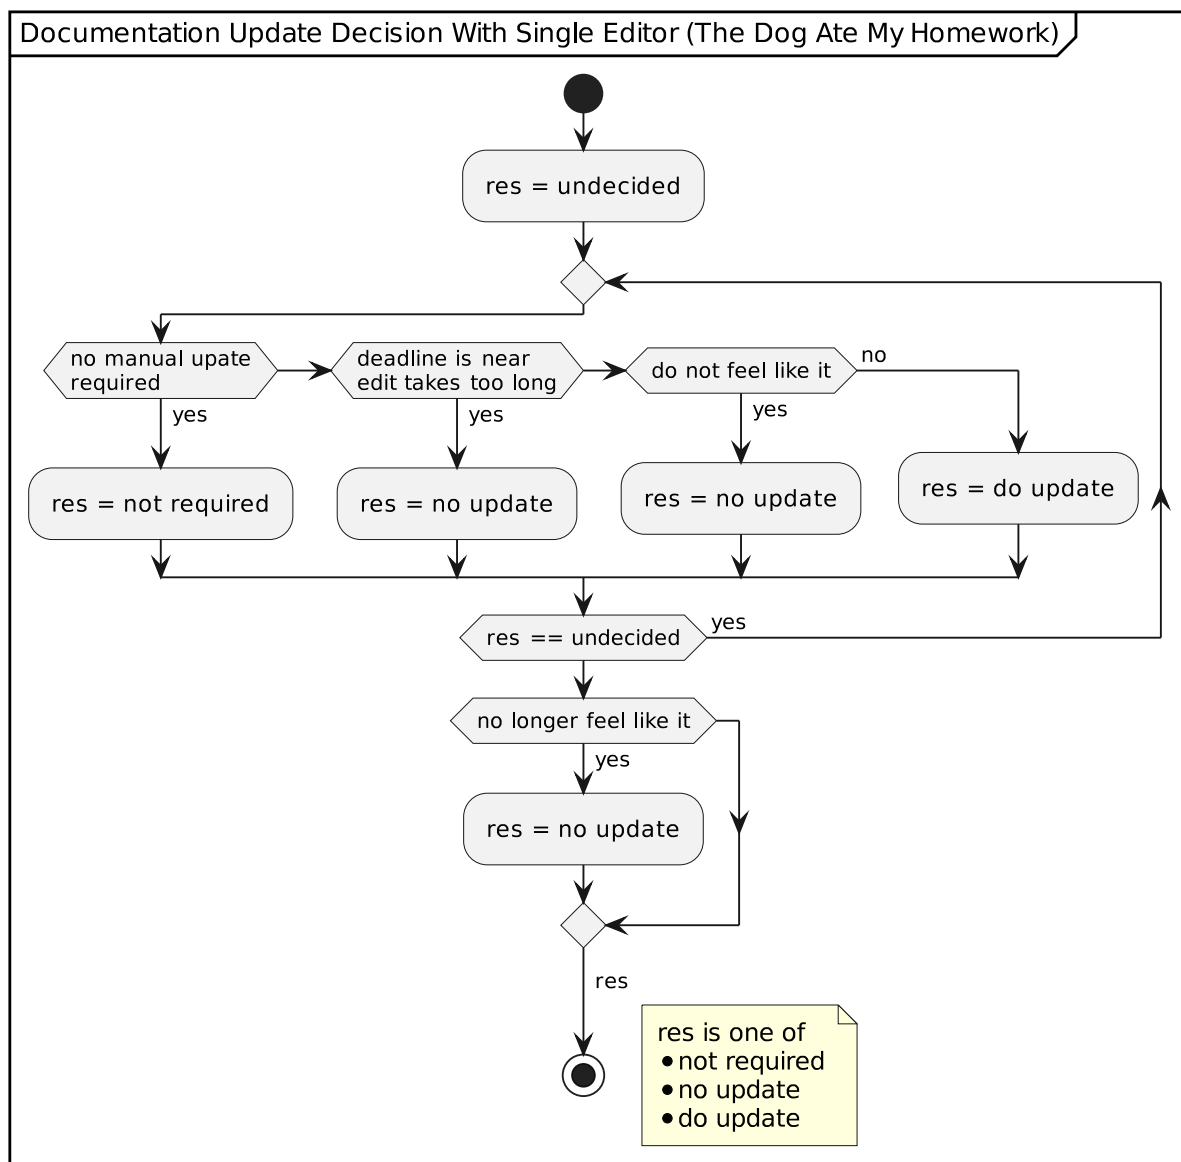 Documentation Update Decision With Single Editor (The Dog Ate My Homework)
res = undecided
no manual upate
required
deadline is near
edit takes too long
do not feel like it
no
yes
yes
yes
res = not required
res = no update
res = no update
res = do update
res == undecided
yes
no longer feel like it
yes
res = no update
res
res is one of
• not required
• no update
• do update